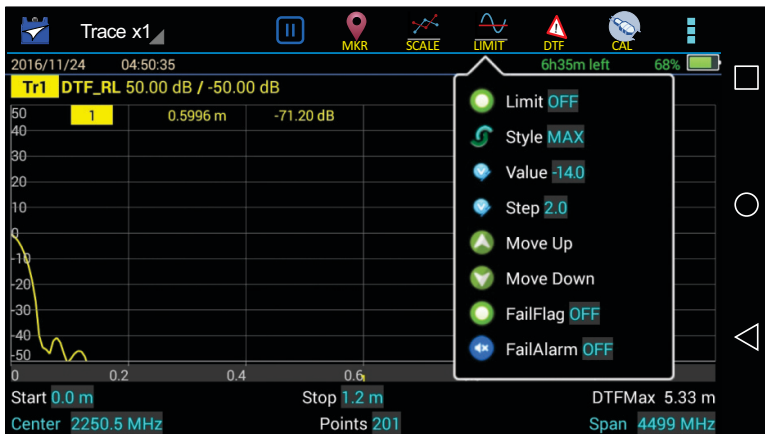 Trace x1
MKR SCALE LIMIT DTF CAL
2016/11/24 04:50:35 6h35m left 68%
Tr1 DTF_RL 50.00 dB / -50.00 dB
50 1 0.5996 m -71.20 dB
40
30
20
10
0
-10
-20
-30
-40
-50
0 0.2 0.4 0.6
Limit OFF
Style MAX
Value -14.0
Step 2.0
Move Up
Move Down
FailFlag OFF
FailAlarm OFF
Start 0.0 m Stop 1.2 m DTFMax 5.33 m
Center 2250.5 MHz Points 201 Span 4499 MHz